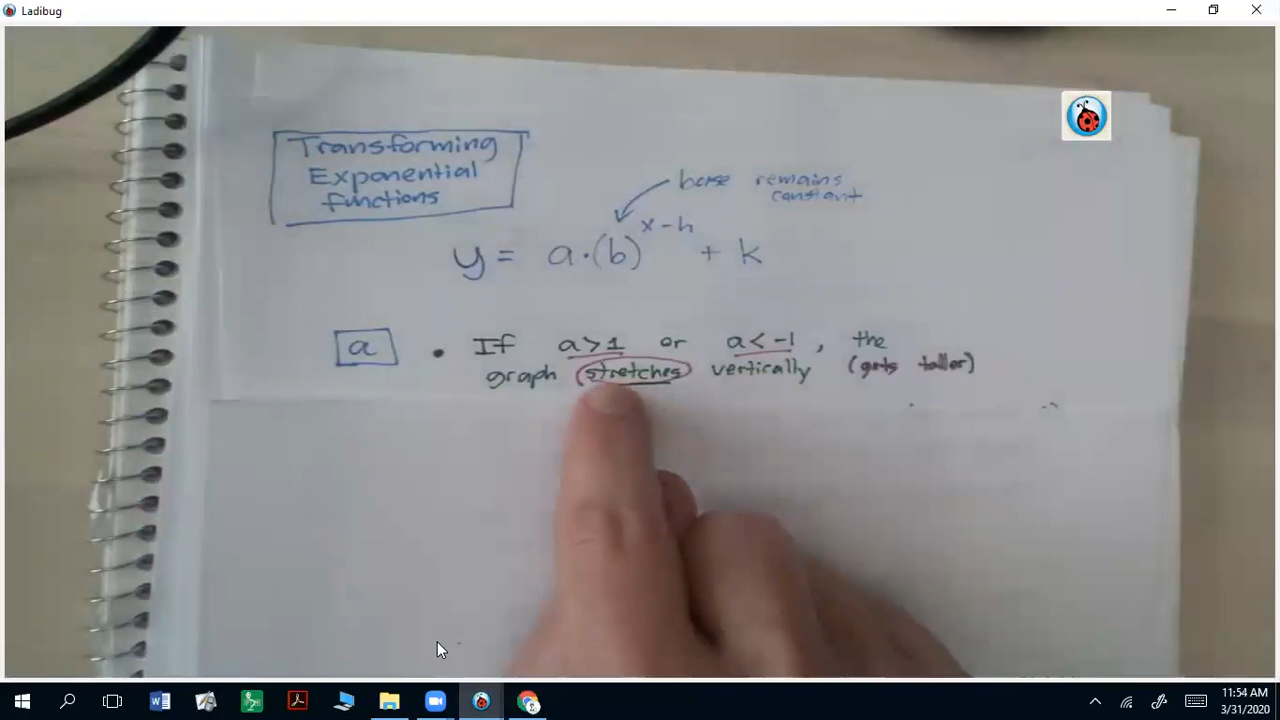 Ladibug
Transforming
Exponential
functions
base remains
constant
y = a·(b)^x-h + k
a • If a>1 or a< -1, the
graph stretches vertically (gets taller)
11:54 AM
3/31/2020